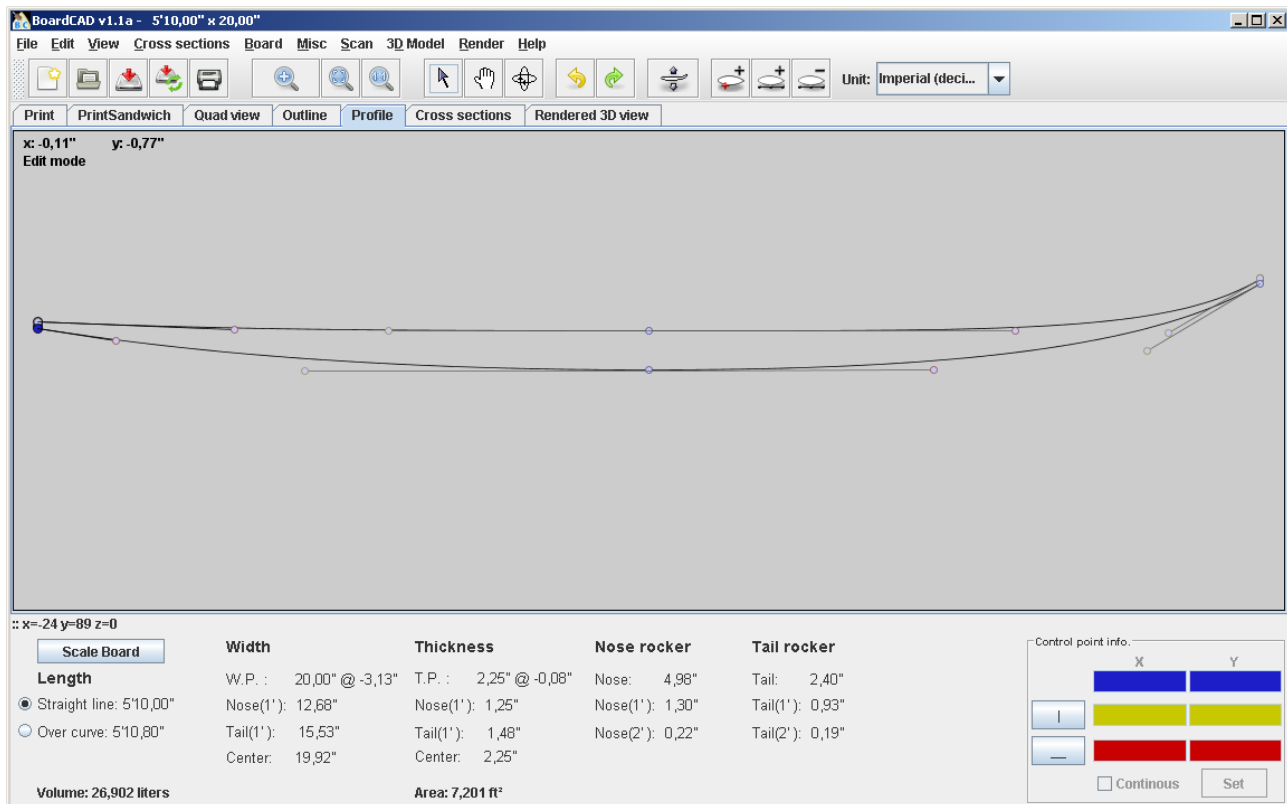 BoardCAD v1.1a - 5'10,00" x 20,00"
File Edit View Cross sections Board Misc Scan 3D Model Render Help
Unit: Imperial (deci...
Print PrintSandwich Quad view Outline Profile Cross sections Rendered 3D view
x: -0,11" y: -0,77"
Edit mode
:: x=-24 y=89 z=0
Scale Board Width Thickness Nose rocker Tail rocker Control point info.
X Y
Length W.P. : 20,00" @ -3,13" T.P. : 2,25" @ -0,08" Nose: 4,98" Tail: 2,40"
Straight line: 5'10,00" Nose(1'): 12,68" Nose(1'): 1,25" Nose(1'): 1,30" Tail(1'): 0,93"
Over curve: 5'10,80" Tail(1'): 15,53" Tail(1'): 1,48" Nose(2'): 0,22" Tail(2'): 0,19"
Center: 19,92" Center: 2,25"
Continous Set
Volume: 26,902 liters Area: 7,201 ft²